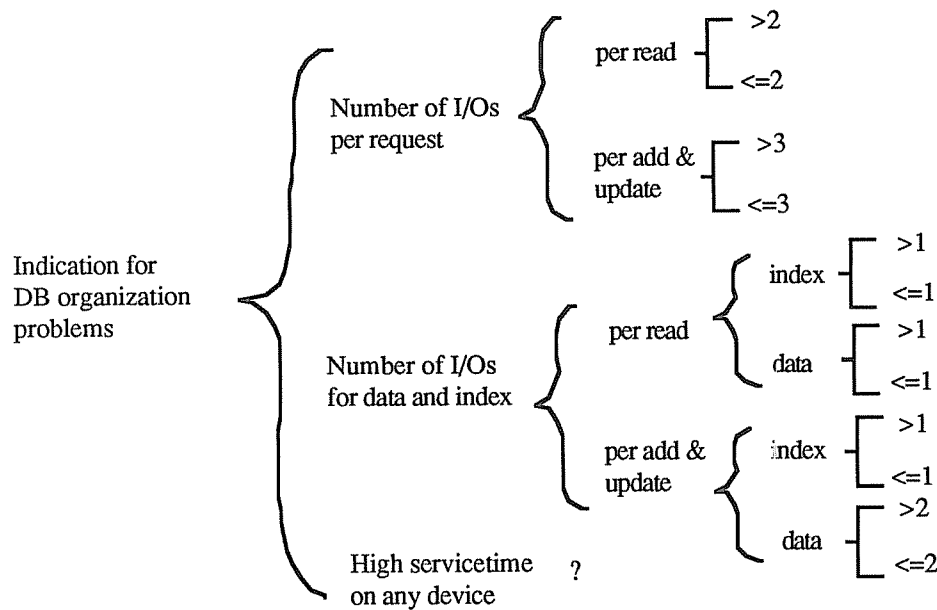 Indication for
DB organization
problems
Number of I/Os
per request
per read
>2
<=2
per add &
update
>3
<=3
Number of I/Os
for data and index
per read
index
>1
<=1
data
>1
<=1
per add &
update
index
>1
<=1
data
>2
<=2
High servicetime
on any device
?